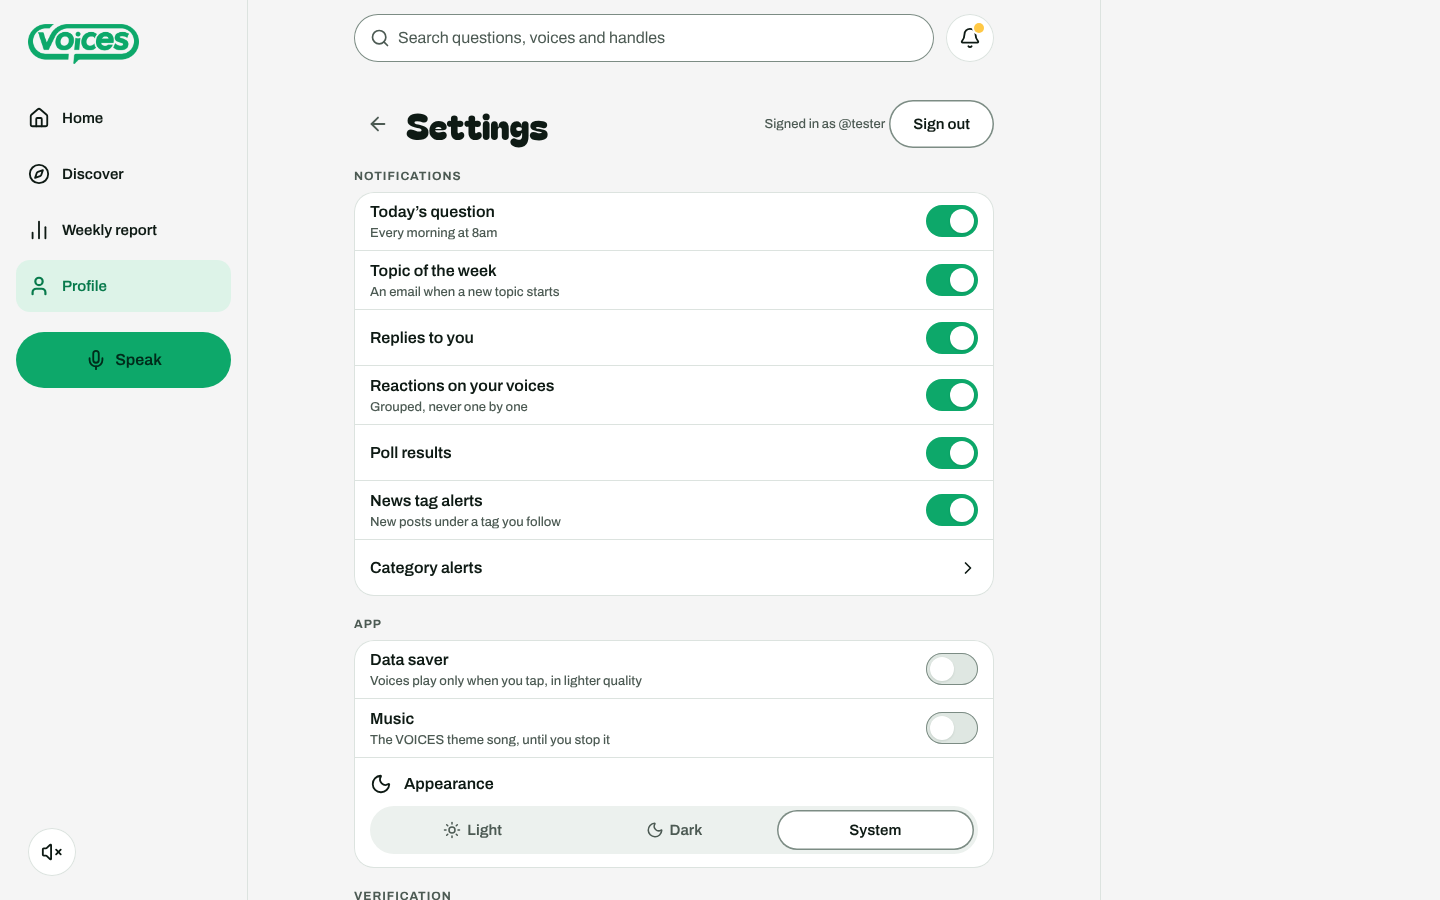 Voices
Search questions, voices and handles
Home
Discover
Weekly report
Profile
Speak
Settings
Signed in as @tester
Sign out
NOTIFICATIONS
Today’s question
Every morning at 8am
Topic of the week
An email when a new topic starts
Replies to you
Reactions on your voices
Grouped, never one by one
Poll results
News tag alerts
New posts under a tag you follow
Category alerts
APP
Data saver
Voices play only when you tap, in lighter quality
Music
The VOICES theme song, until you stop it
Appearance
Light
Dark
System
VERIFICATION